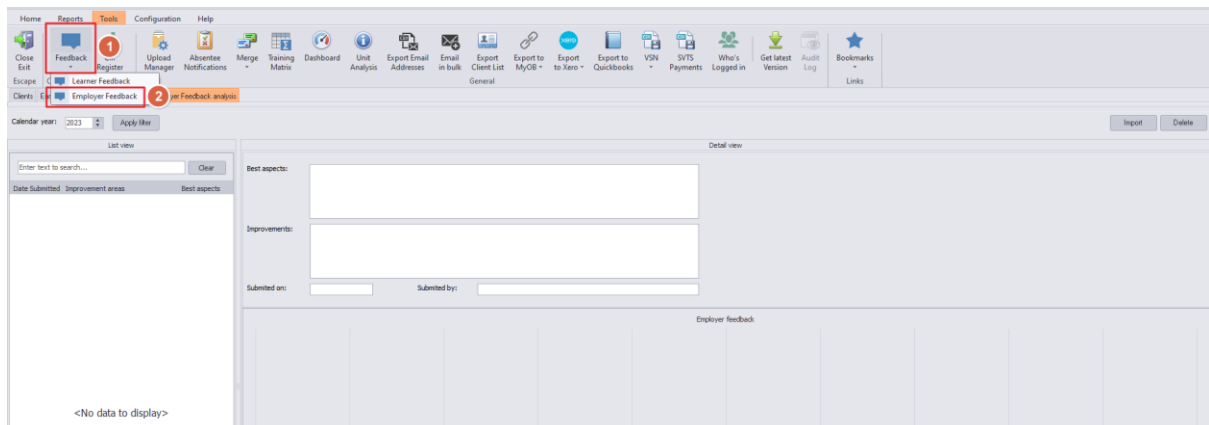 Home Reports Tools Configuration Help
Close Exit
Feedback
1
Register
Upload Manager
Absentee Notifications
Merge
Training Matrix
Dashboard
Unit Analysis
Export Email Addresses
Email in bulk
Export Client List
Export to MyOB
xero
Export to Xero
Export to Quickbooks
VSN
SVTS Payments
Who's Logged in
Get latest Version
Audit Log
Bookmarks
Escape
Learner Feedback
General
Links
Clients
Employer Feedback
2
yer Feedback analysis
Calendar year: 2023 Apply filter Import Delete
List view Detail view
Enter text to search... Clear
Best aspects:
Date Submitted Improvement areas Best aspects
Improvements:
Submited on: Submited by:
Employer feedback
<No data to display>